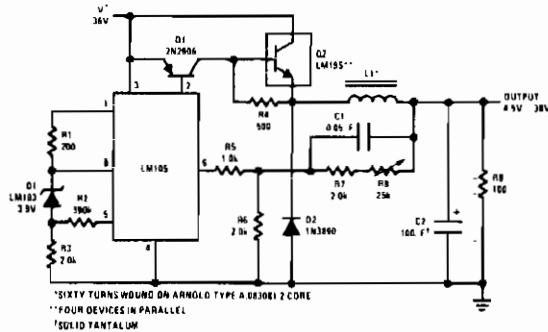 V+
36V
Q1
2N2906
Q2
LM195**
L1*
OUTPUT
4.5V 30V
3
2
1
R4
500
C1
0.05 F
R1
200
8
LM105
6
R5
1.0k
R7
2.0k
R8
25k
R8
100
D1
LM103
3.9V
R2
390k
5
R6
2.0k
D2
1N3890
C2
100. F†
+
R3
2.0k
4
*SIXTY TURNS WOUND ON ARNOLD TYPE
2 CORE
**FOUR DEVICES IN PARALLEL
†SOLID TANTALUM